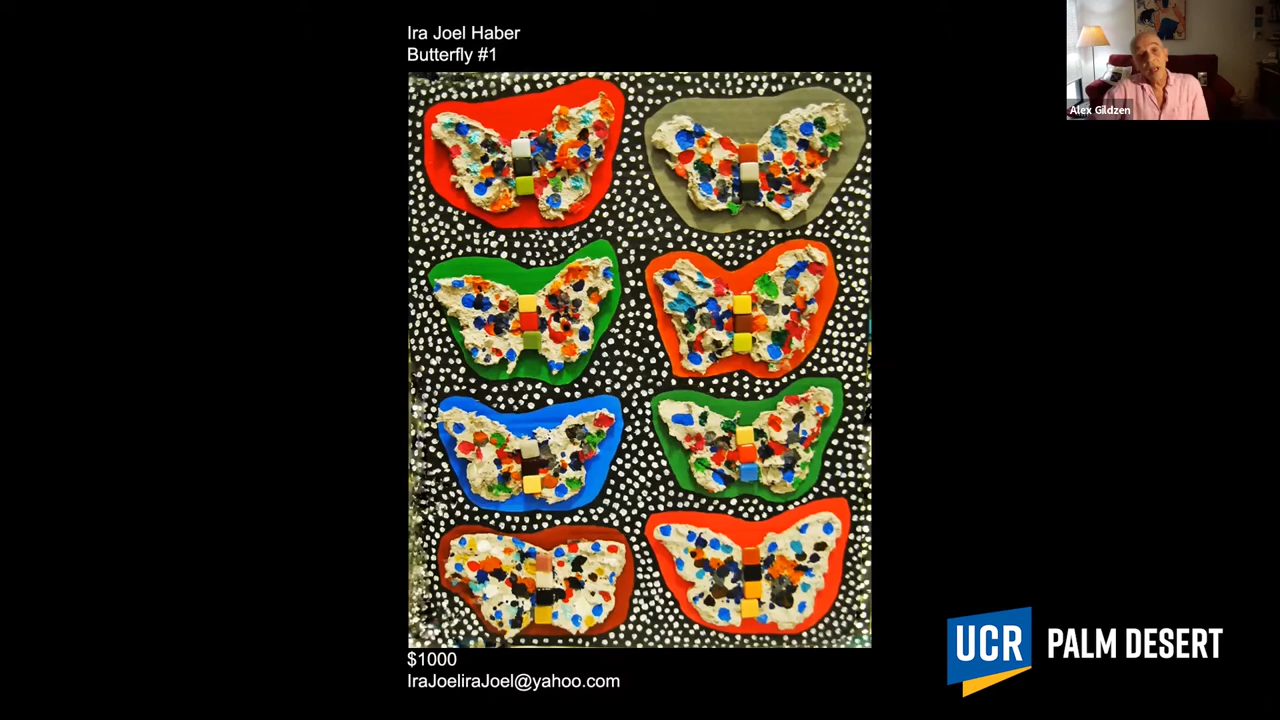 Ira Joel Haber
Butterfly #1
Alex Gildzen
$1000
IraJoeliraJoel@yahoo.com
UCR PALM DESERT